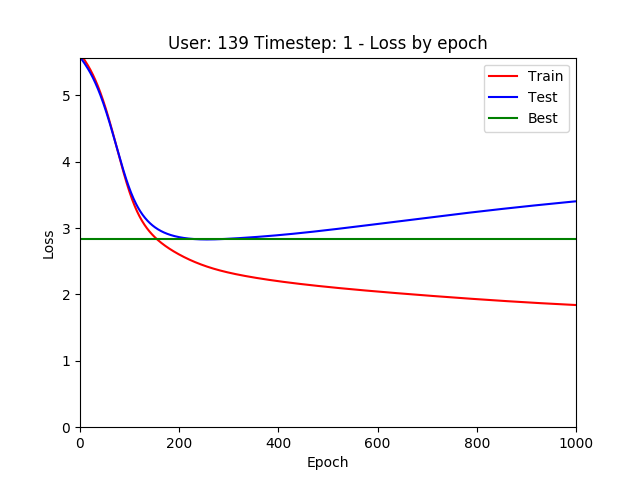 User: 139 Timestep: 1 - Loss by epoch
Train
Test
Best
5
4
3
2
1
0
Loss
0 200 400 600 800 1000
Epoch